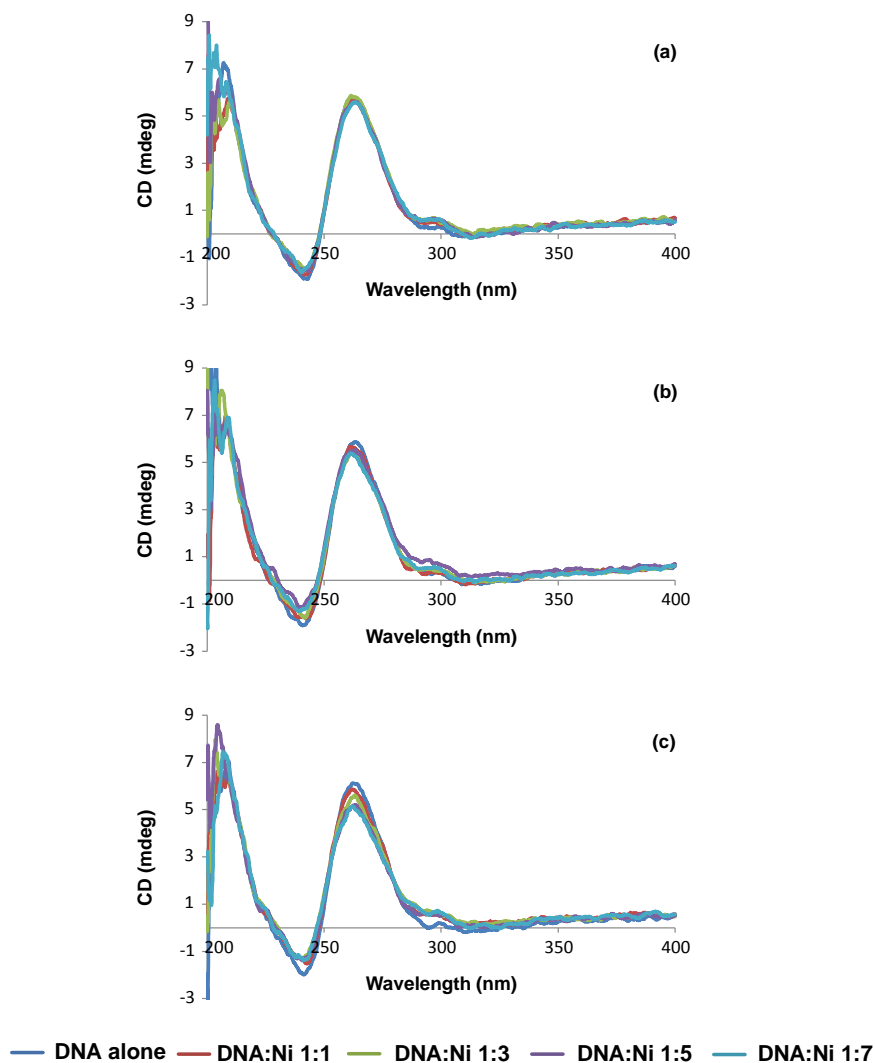 9
7
5
3
1
-1
-3
CD (mdeg)
(a)
200 250 300 350 400
Wavelength (nm)
9
7
5
3
1
-1
-3
CD (mdeg)
(b)
200 250 300 350 400
Wavelength (nm)
9
7
5
3
1
-1
-3
CD (mdeg)
(c)
200 250 300 350 400
Wavelength (nm)
DNA alone DNA:Ni 1:1 DNA:Ni 1:3 DNA:Ni 1:5 DNA:Ni 1:7